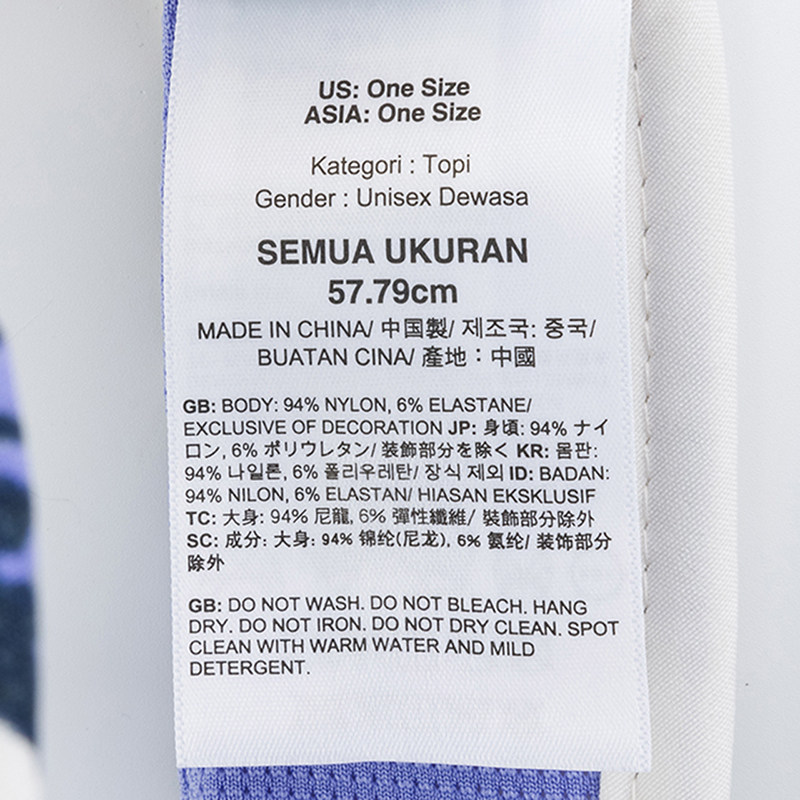 US: One Size
ASIA: One Size
Kategori : Topi
Gender : Unisex Dewasa
SEMUA UKURAN
57.79cm
MADE IN CHINA/ 中国製/ 제조국: 중국/
BUATAN CINA/ 產地：中國
GB: BODY: 94% NYLON, 6% ELASTANE/
EXCLUSIVE OF DECORATION JP: 身頃: 94% ナイ
ロン, 6% ポリウレタン/ 装飾部分を除く KR: 몸판:
94% 나일론, 6% 폴리우레탄/ 장식 제외 ID: BADAN:
94% NILON, 6% ELASTAN/ HIASAN EKSKLUSIF
TC: 大身: 94% 尼龍, 6% 彈性纖維/ 裝飾部分除外
SC: 成分: 大身: 94% 锦纶(尼龙), 6% 氨纶/ 装饰部分
除外
GB: DO NOT WASH. DO NOT BLEACH. HANG
DRY. DO NOT IRON. DO NOT DRY CLEAN. SPOT
CLEAN WITH WARM WATER AND MILD
DETERGENT.